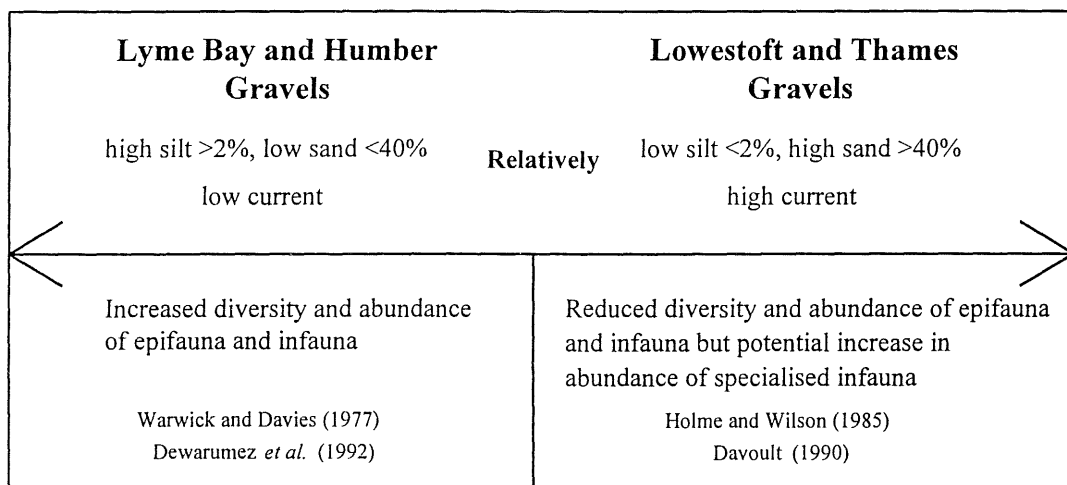 Lyme Bay and Humber
Gravels
high silt >2%, low sand <40%
low current
Relatively
Lowestoft and Thames
Gravels
low silt <2%, high sand >40%
high current
Increased diversity and abundance
of epifauna and infauna
Warwick and Davies (1977)
Dewarumez et al. (1992)
Reduced diversity and abundance of epifauna
and infauna but potential increase in
abundance of specialised infauna
Holme and Wilson (1985)
Davoult (1990)